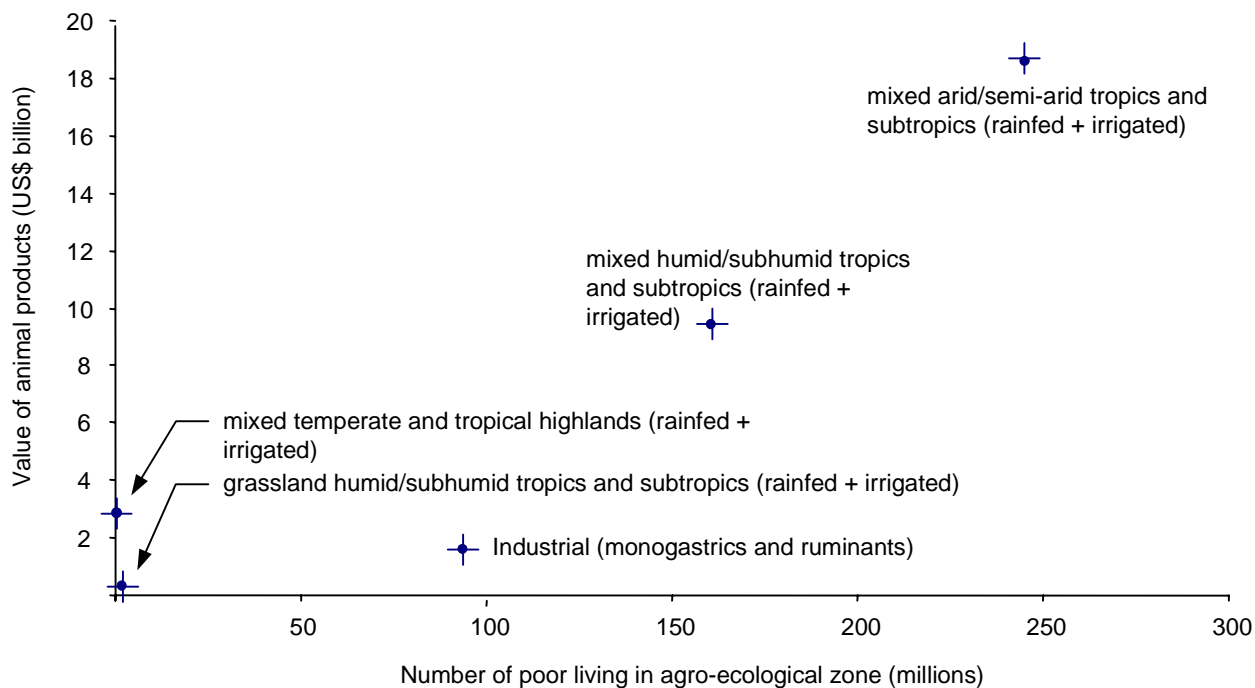 20
18
16
14
12
10
8
6
4
2
Value of animal products (US$ billion)
mixed arid/semi-arid tropics and
subtropics (rainfed + irrigated)
mixed humid/subhumid tropics
and subtropics (rainfed +
irrigated)
mixed temperate and tropical highlands (rainfed +
irrigated)
grassland humid/subhumid tropics and subtropics (rainfed + irrigated)
Industrial (monogastrics and ruminants)
50 100 150 200 250 300
Number of poor living in agro-ecological zone (millions)